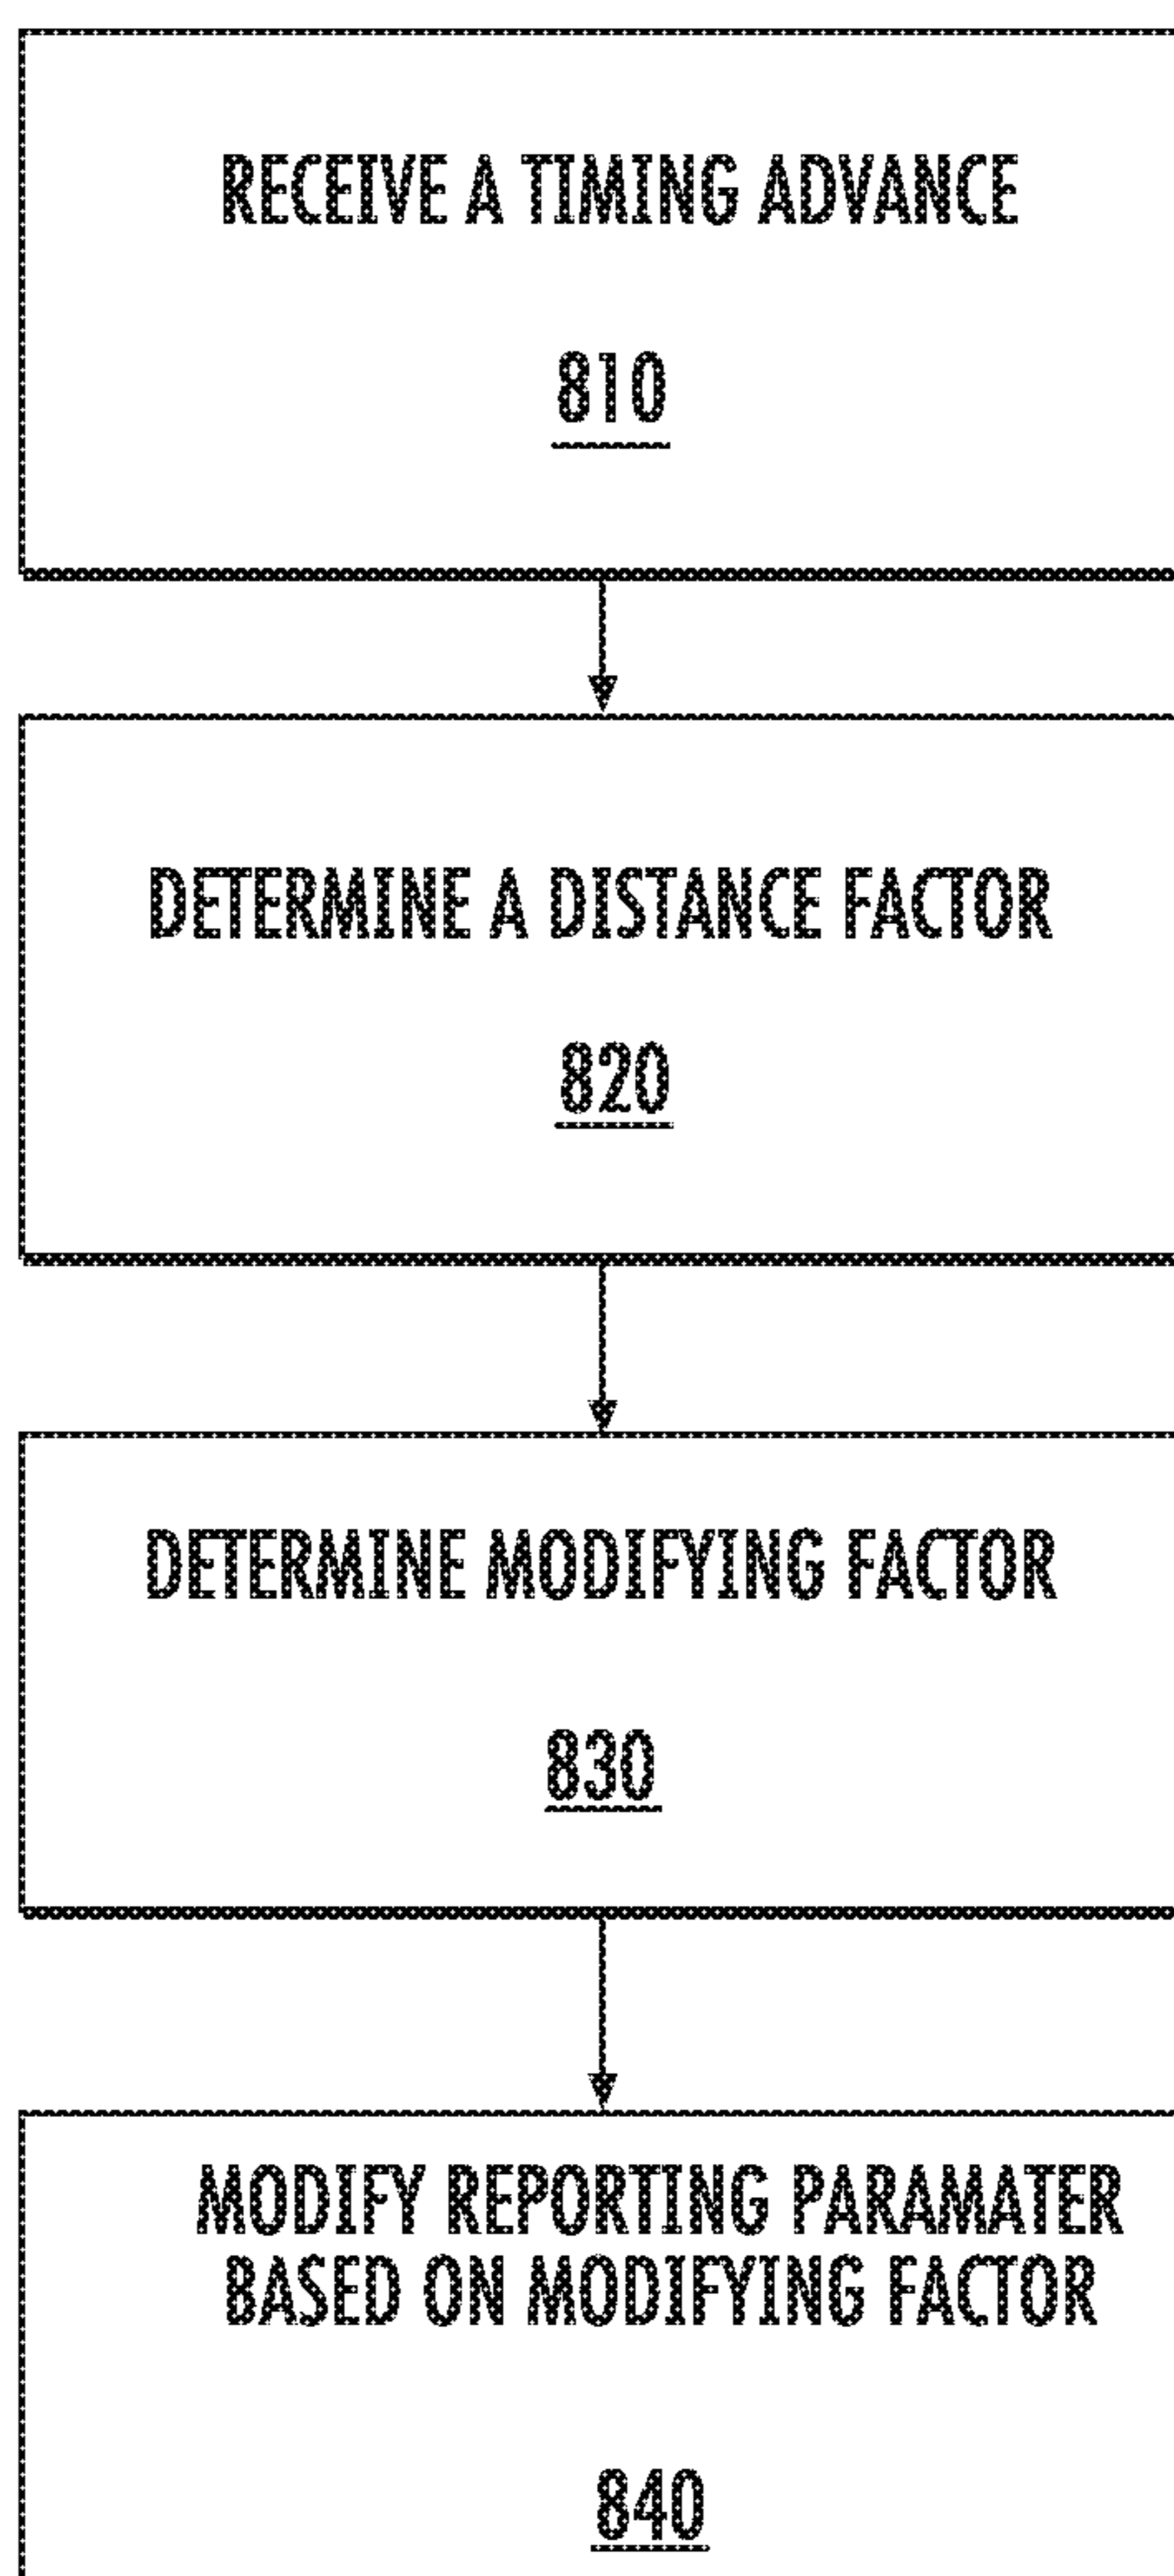 RECEIVE A TIMING ADVANCE
810
DETERMINE A DISTANCE FACTOR
820
DETERMINE MODIFYING FACTOR
830
MODIFY REPORTING PARAMATER
BASED ON MODIFYING FACTOR
840